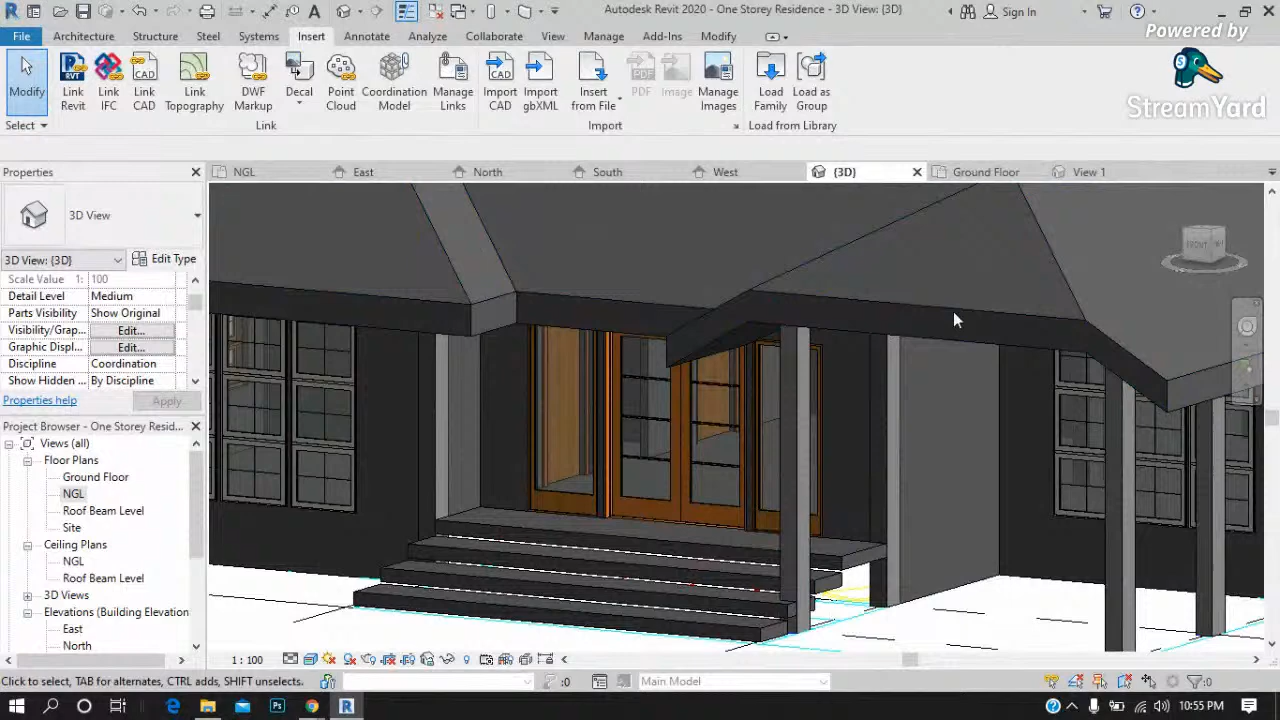 Autodesk Revit 2020 - One Storey Residence - 3D View: {3D}
Sign In
Powered by
StreamYard
File Architecture Structure Steel Systems Insert Annotate Analyze Collaborate View Manage Add-Ins Modify
Modify
Link Revit
Link IFC
Link CAD
Link Topography
DWF Markup
Decal
Point Cloud
Coordination Model
Manage Links
Import CAD
Import gbXML
Insert from File
PDF
Image
Manage Images
Load Family
Load as Group
Select
Link
Import
Load from Library
Properties
NGL East North South West {3D} Ground Floor View 1
3D View
3D View: {3D}
Edit Type
Scale Value 1: 100
Detail Level Medium
Parts Visibility Show Original
Visibility/Grap... Edit...
Graphic Displ... Edit...
Discipline Coordination
Show Hidden ... By Discipline
Properties help
Apply
FRONT
Project Browser - One Storey Resid...
Views (all)
Floor Plans
Ground Floor
NGL
Roof Beam Level
Site
Ceiling Plans
NGL
Roof Beam Level
3D Views
Elevations (Building Elevation
East
North
1 : 100
Click to select, TAB for alternates, CTRL adds, SHIFT unselects.
:0
Main Model
:0
10:55 PM